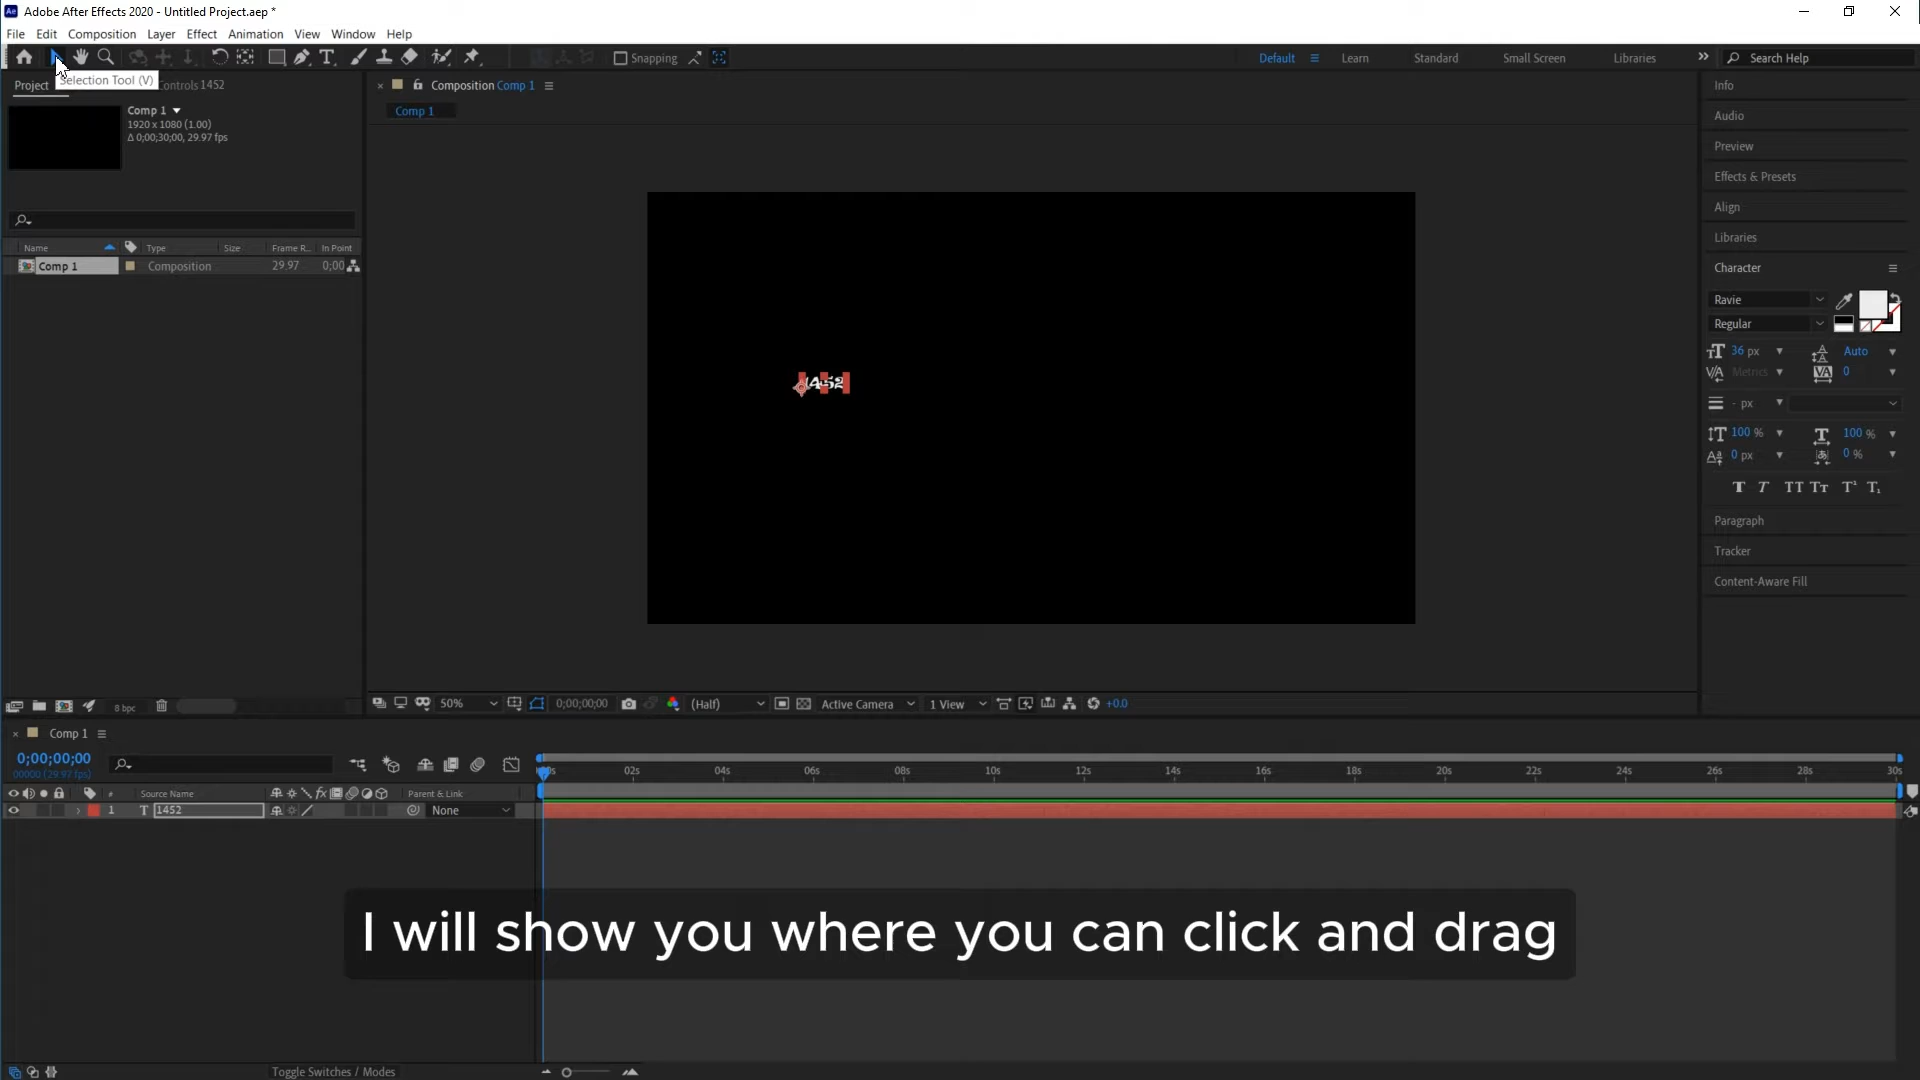 Adobe After Effects 2020 - Untitled Project.aep *
File Edit Composition Layer Effect Animation View Window Help
Snapping
Default Learn Standard Small Screen Libraries Search Help
Selection Tool (V)
Project Controls 1452
Composition Comp 1
Comp 1
Comp 1
1920 x 1080 (1.00)
Δ 0;00;30;00, 29.97 fps
Name Type Size Frame R... In Point
Comp 1 Composition 29.97 0;00
1452
Info
Audio
Preview
Effects & Presets
Align
Libraries
Character
Ravie
Regular
36 px Auto
Metrics 0
- px
100 % 100 %
0 px 0 %
Paragraph
Tracker
Content-Aware Fill
8 bpc
50% 0;00;00;00 (Half) Active Camera 1 View +0.0
Comp 1
0;00;00;00
00000 (29.97 fps)
02s 04s 06s 08s 10s 12s 14s 16s 18s 20s 22s 24s 26s 28s 30s
# Source Name Parent & Link
1 1452 None
I will show you where you can click and drag
Toggle Switches / Modes